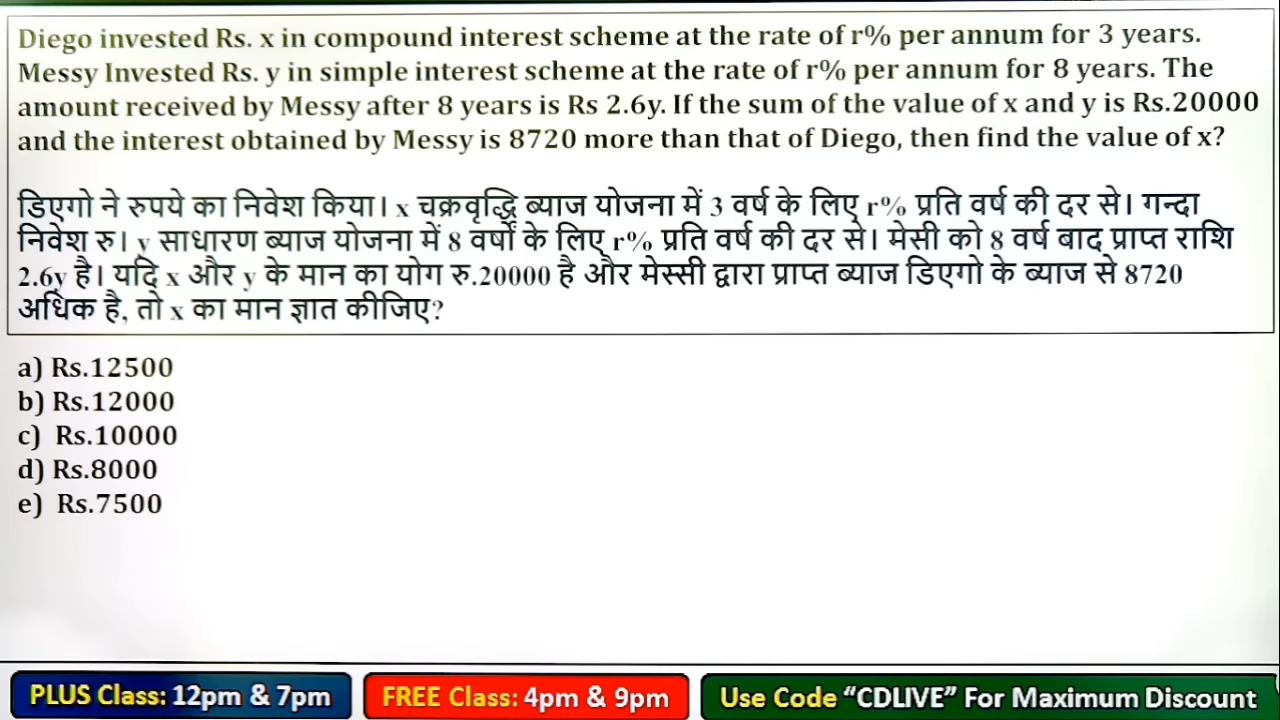 Diego invested Rs. x in compound interest scheme at the rate of r% per annum for 3 years.
Messy Invested Rs. y in simple interest scheme at the rate of r% per annum for 8 years. The
amount received by Messy after 8 years is Rs 2.6y. If the sum of the value of x and y is Rs.20000
and the interest obtained by Messy is 8720 more than that of Diego, then find the value of x?
डिएगो ने रुपये का निवेश किया। x चक्रवृद्धि ब्याज योजना में 3 वर्ष के लिए r% प्रति वर्ष की दर से। गन्दा
निवेश रु। y साधारण ब्याज योजना में 8 वर्षों के लिए r% प्रति वर्ष की दर से। मेसी को 8 वर्ष बाद प्राप्त राशि
2.6y है। यदि x और y के मान का योग रु.20000 है और मेस्सी द्वारा प्राप्त ब्याज डिएगो के ब्याज से 8720
अधिक है, तो x का मान ज्ञात कीजिए?
a) Rs.12500
b) Rs.12000
c) Rs.10000
d) Rs.8000
e) Rs.7500
PLUS Class: 12pm & 7pm
FREE Class: 4pm & 9pm
Use Code “CDLIVE” For Maximum Discount